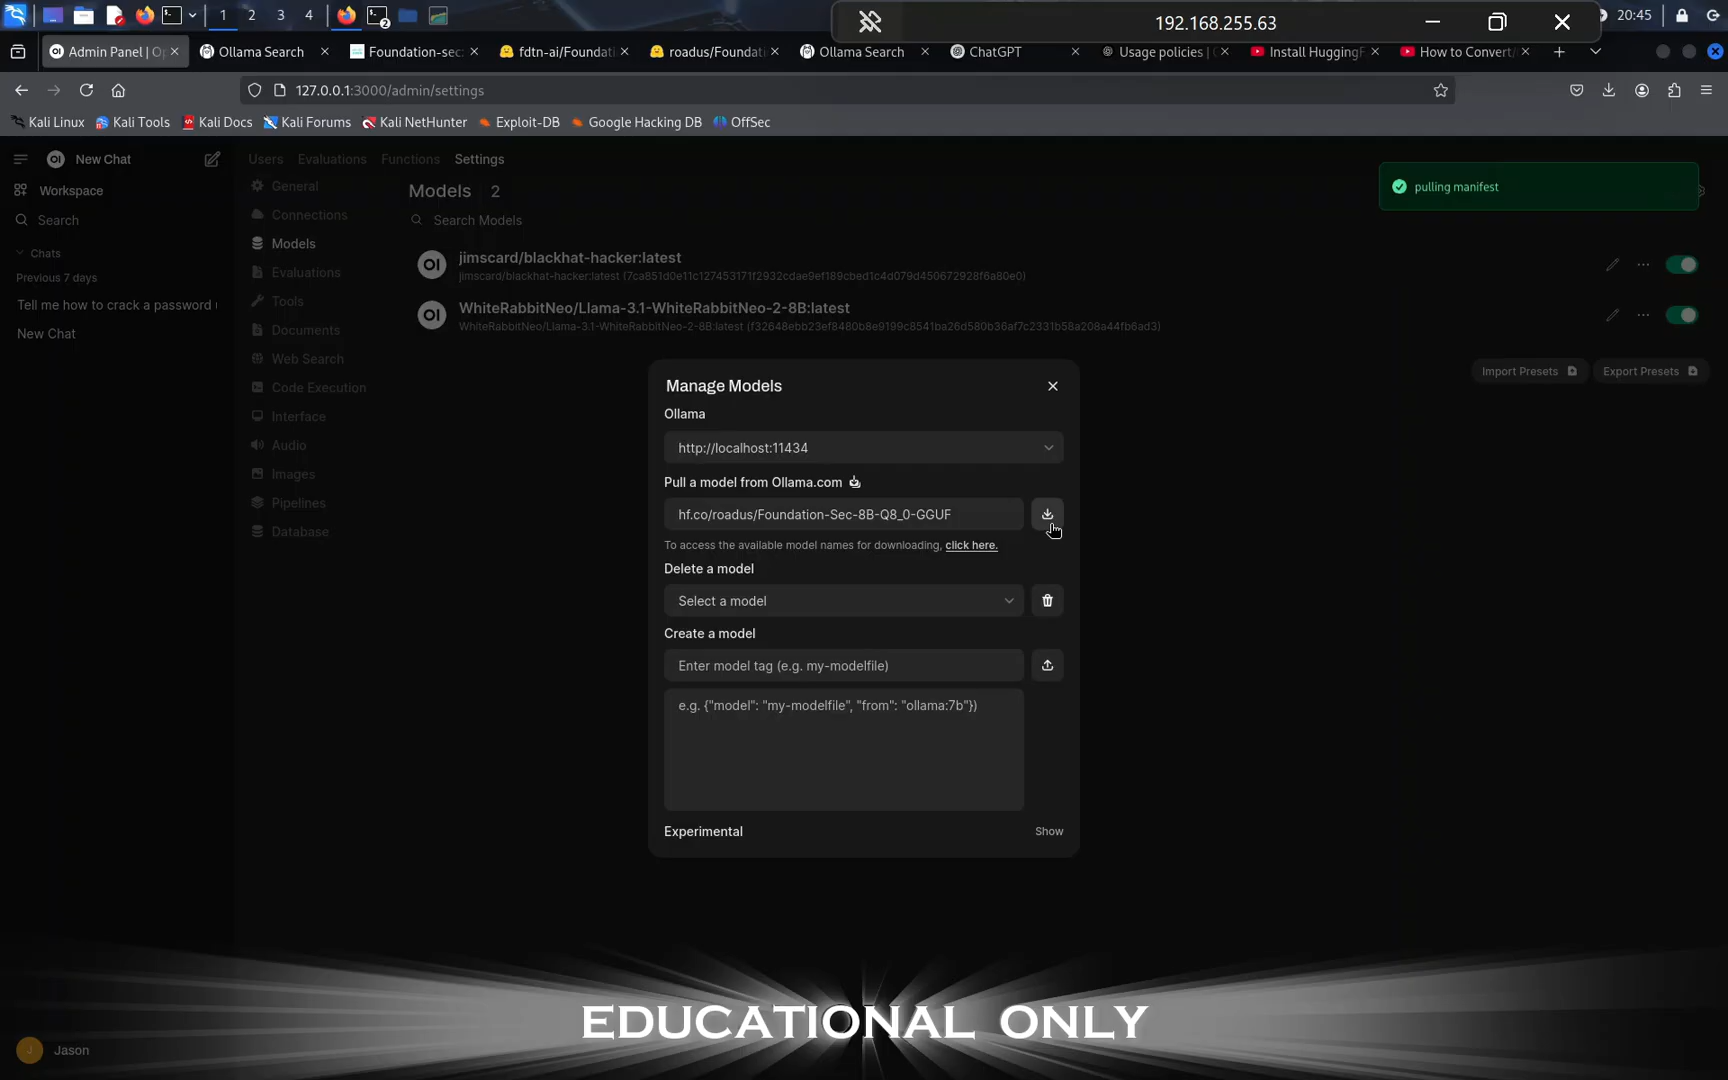 1 2 3 4
2
192.168.255.63
20:45
Admin Panel | Op
Ollama Search
Foundation-sec:
fdtn-ai/Foundati
roadus/Foundati
Ollama Search
ChatGPT
Usage policies | O
Install HuggingF
How to Convert/
127.0.0.1:3000/admin/settings
Kali Linux
Kali Tools
Kali Docs
Kali Forums
Kali NetHunter
Exploit-DB
Google Hacking DB
OffSec
OI New Chat
Workspace
Search
Chats
Previous 7 days
Tell me how to crack a password
New Chat
Users Evaluations Functions Settings
General
Connections
Models
Evaluations
Tools
Documents
Web Search
Code Execution
Interface
Audio
Images
Pipelines
Database
Models 2
Search Models
pulling manifest
OI jimscard/blackhat-hacker:latest
jimscard/blackhat-hacker:latest (7ca851d0e11c127453171f2932cdae9ef189cbed1c4d079d450672928f6a80e0)
OI WhiteRabbitNeo/Llama-3.1-WhiteRabbitNeo-2-8B:latest
WhiteRabbitNeo/Llama-3.1-WhiteRabbitNeo-2-8B:latest (f32648ebb23ef8480b8e9199c8541ba26d580b36af7c2331b58a208a44fb6ad3)
Import Presets
Export Presets
Manage Models
Ollama
http://localhost:11434
Pull a model from Ollama.com
hf.co/roadus/Foundation-Sec-8B-Q8_0-GGUF
To access the available model names for downloading, click here.
Delete a model
Select a model
Create a model
Enter model tag (e.g. my-modelfile)
e.g. {"model": "my-modelfile", "from": "ollama:7b"})
Experimental
Show
EDUCATIONAL ONLY
J Jason